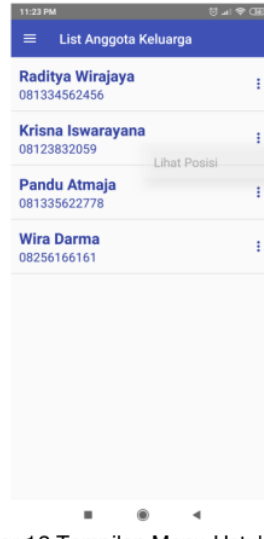 11:23 PM
List Anggota Keluarga
Raditya Wirajaya
081334562456
Krisna Iswarayana
08123832059
Lihat Posisi
Pandu Atmaja
081335622778
Wira Darma
08256166161